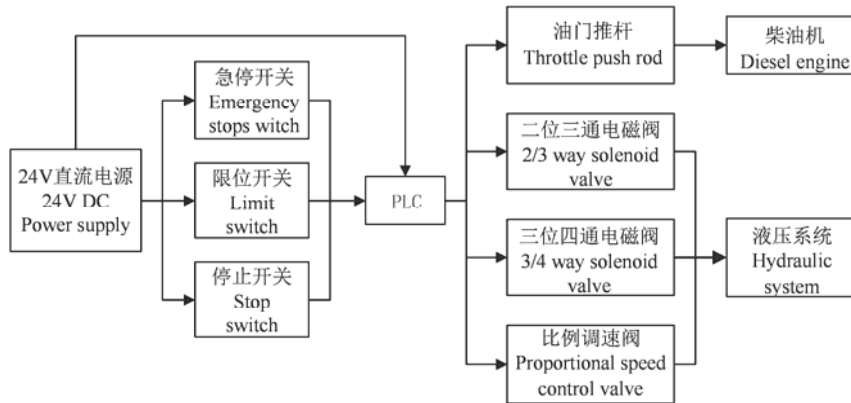 24V直流电源
24V DC
Power supply
急停开关
Emergency
stops witch
限位开关
Limit
switch
停止开关
Stop
switch
PLC
油门推杆
Throttle push rod
柴油机
Diesel engine
二位三通电磁阀
2/3 way solenoid
valve
三位四通电磁阀
3/4 way solenoid
valve
比例调速阀
Proportional speed
control valve
液压系统
Hydraulic
system